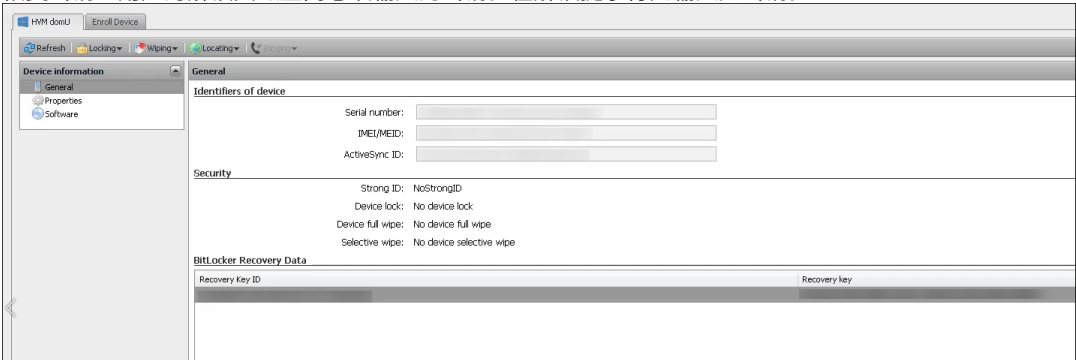 HVM domU Enroll Device
Refresh Locking Wiping Locating Ringing
Device information
General
Properties
Software
General
Identifiers of device
Serial number:
IMEI/MEID:
ActiveSync ID:
Security
Strong ID: NoStrongID
Device lock: No device lock
Device full wipe: No device full wipe
Selective wipe: No device selective wipe
BitLocker Recovery Data
Recovery Key ID Recovery key